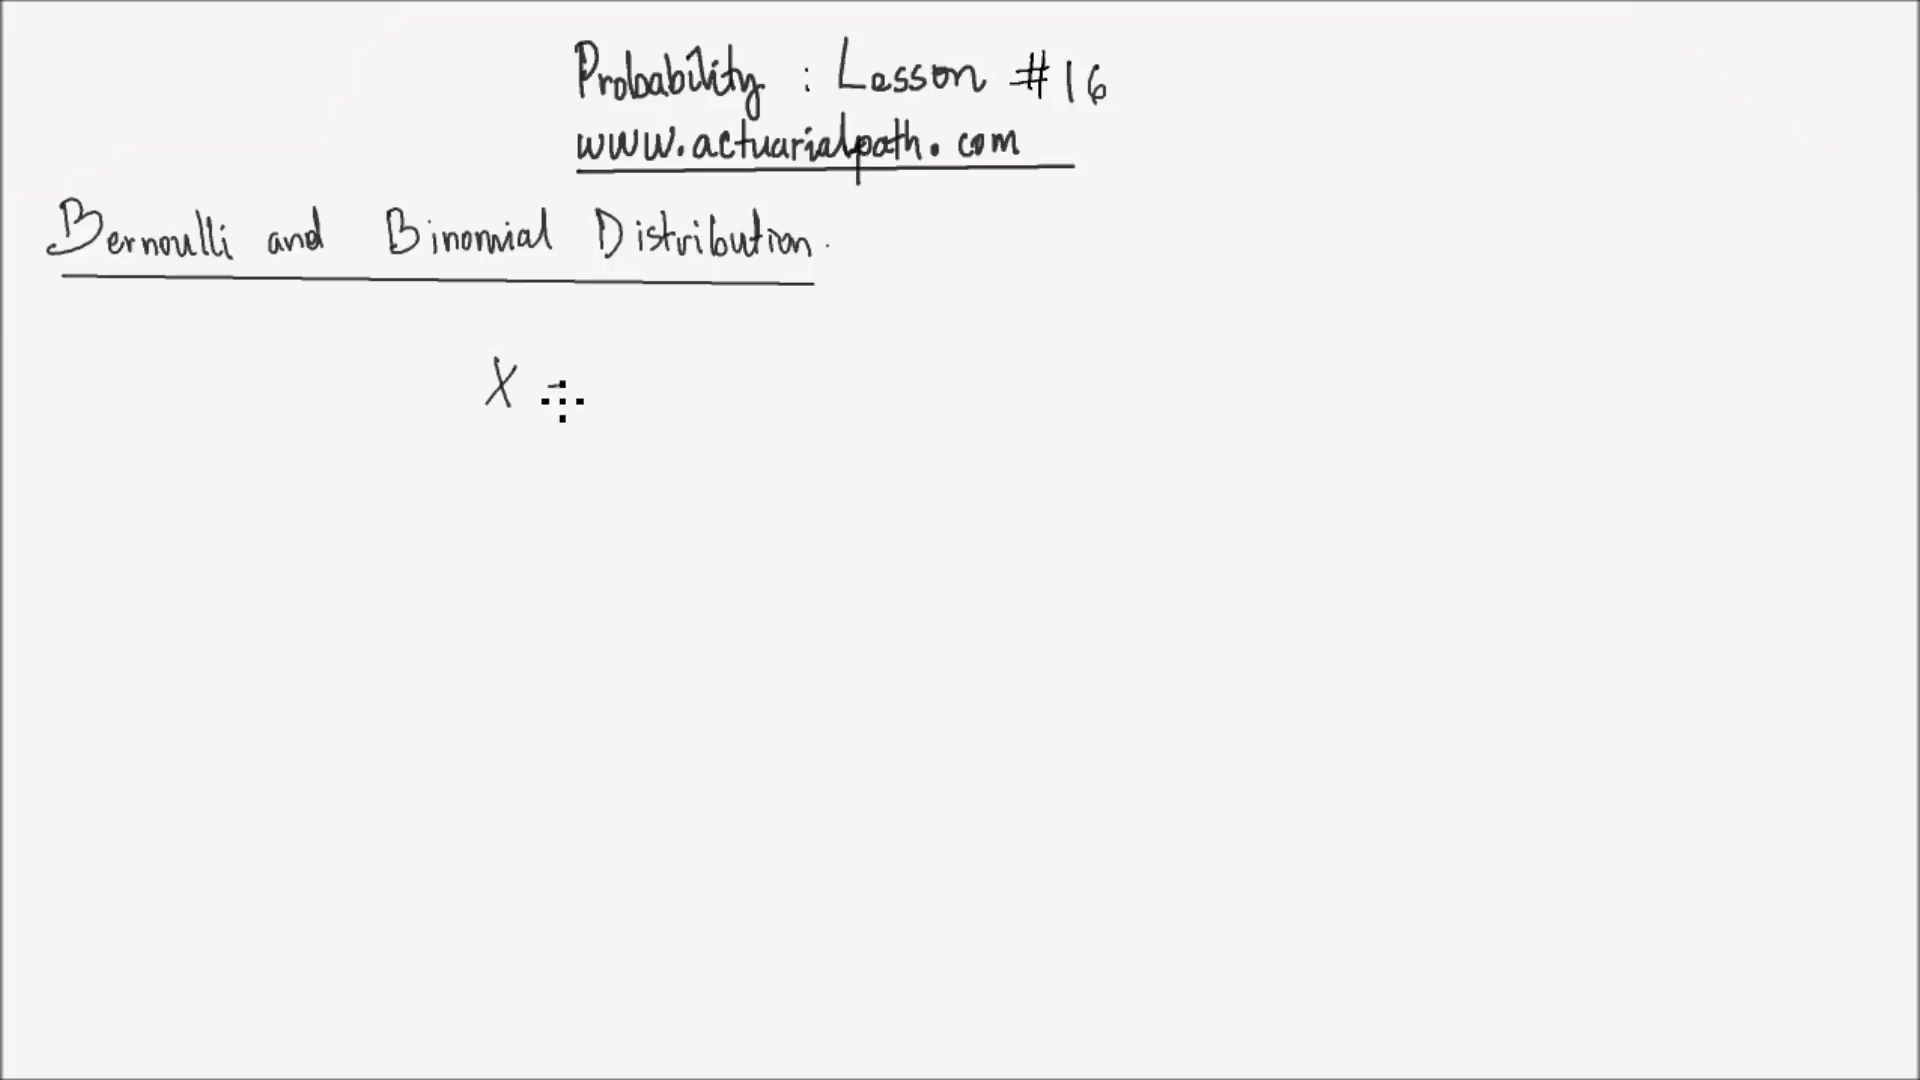 Probability : Lesson #16
www.actuarialpath.com
Bernoulli and Binomial Distribution.
X